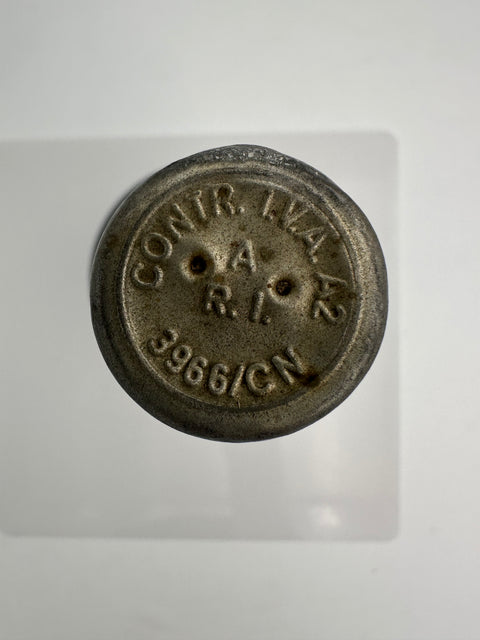 CONTR. I.V.A. A2
A
R. I.
3966/CN